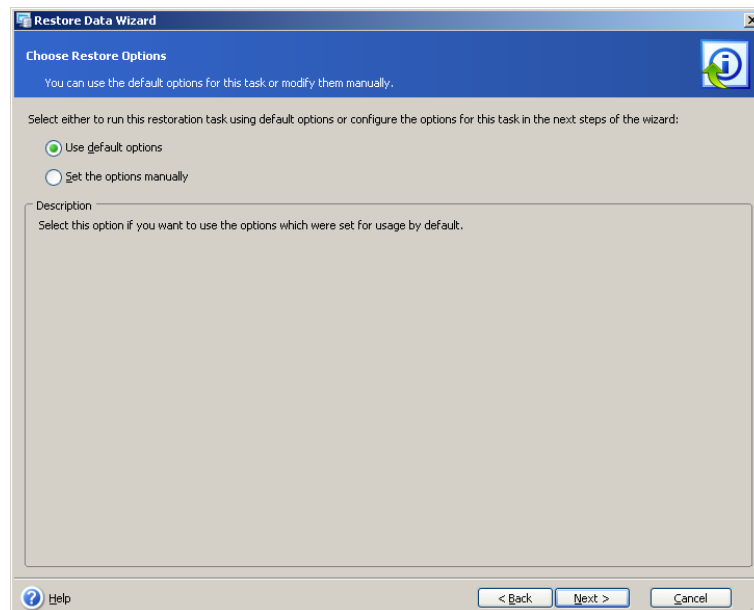 Restore Data Wizard
Choose Restore Options
You can use the default options for this task or modify them manually.
Select either to run this restoration task using default options or configure the options for this task in the next steps of the wizard:
Use default options
Set the options manually
Description
Select this option if you want to use the options which were set for usage by default.
Help
< Back
Next >
Cancel